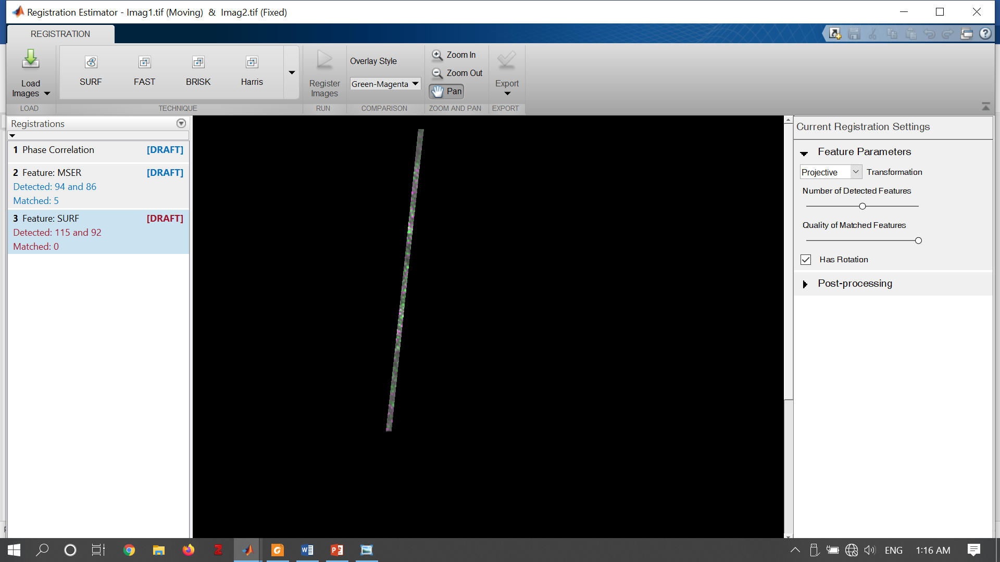 Registration Estimator - Imag1.tif (Moving)  &  Imag2.tif (Fixed)
REGISTRATION
Load
Images
SURF
FAST
BRISK
Harris
Register
Images
Overlay Style
Green-Magenta
Zoom In
Zoom Out
Pan
Export
LOAD
TECHNIQUE
RUN
COMPARISON
ZOOM AND PAN
EXPORT
Registrations
1 Phase Correlation [DRAFT]
2 Feature: MSER [DRAFT]
Detected: 94 and 86
Matched: 5
3 Feature: SURF [DRAFT]
Detected: 115 and 92
Matched: 0
Current Registration Settings
Feature Parameters
Projective Transformation
Number of Detected Features
Quality of Matched Features
Has Rotation
Post-processing
ENG
1:16 AM